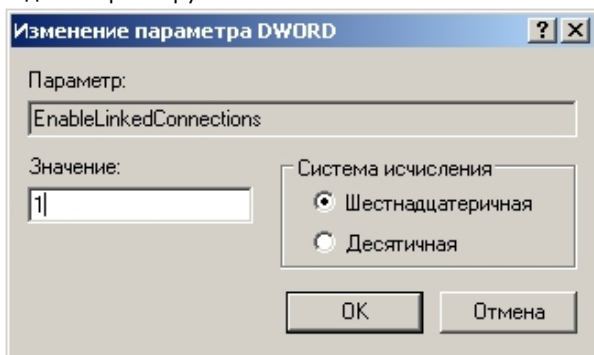 Изменение параметра DWORD
Параметр:
EnableLinkedConnections
Значение:
1
Система исчисления
Шестнадцатеричная
Десятичная
OK
Отмена